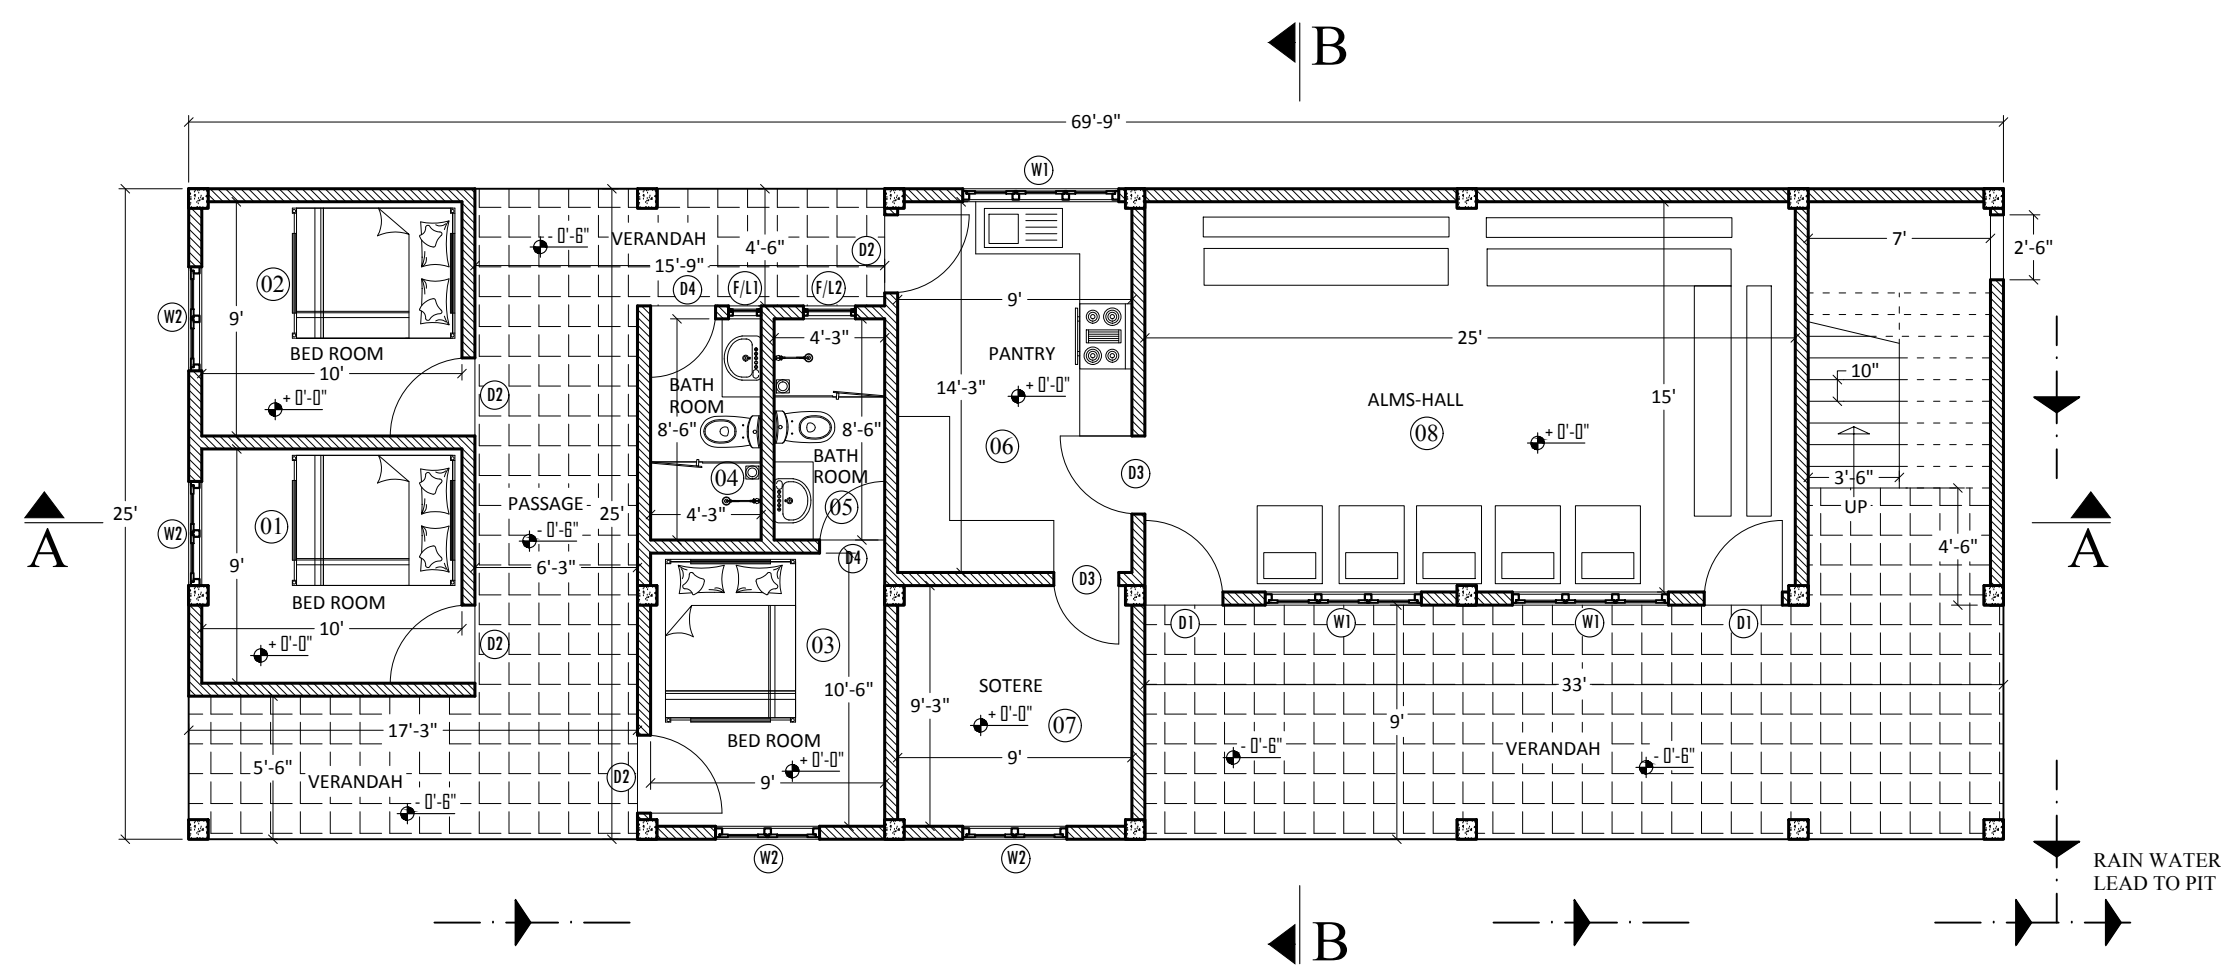 B
69'-9"
W1
- 0'-6"
VERANDAH
4'-6"
D2
7'
2'-6"
15'-9"
02
D4
F/L1
F/L2
9'
W2
9'
4'-3"
25'
BED ROOM
PANTRY
10'
BATH
ROOM
14'-3"
10"
+ 0'-0"
D2
+ 0'-0"
15'
ALMS-HALL
08
+ 0'-0"
8'-6"
8'-6"
06
BATH
ROOM
D3
04
3'-6"
05
UP
25'
A
W2
01
PASSAGE
25'
4'-3"
- 0'-6"
4'-6"
A
9'
6'-3"
D4
D3
BED ROOM
10'
D2
+ 0'-0"
D1
W1
W1
D1
03
10'-6"
SOTERE
33'
9'-3"
+ 0'-0"
07
9'
17'-3"
BED ROOM
5'-6"
VERANDAH
D2
+ 0'-0"
9'
9'
- 0'-6"
VERANDAH
- 0'-6"
- 0'-6"
W2
W2
RAIN WATER
LEAD TO PIT
B